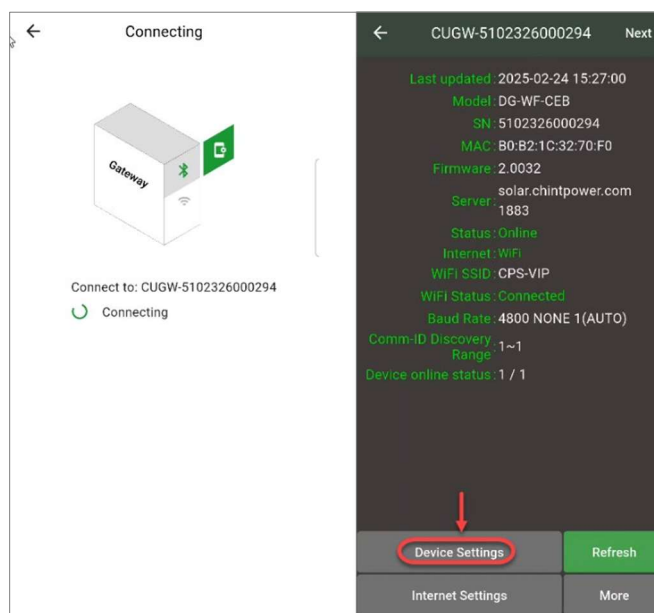 Connecting
Gateway
Connect to: CUGW-5102326000294
Connecting
CUGW-5102326000294 Next
Last updated: 2025-02-24 15:27:00
Model: DG-WF-CEB
SN: 5102326000294
MAC: B0:B2:1C:32:70:F0
Firmware: 2.0032
Server: solar.chintpower.com
1883
Status: Online
Internet: WiFi
WiFi SSID: CPS-VIP
WiFi Status: Connected
Baud Rate: 4800 NONE 1(AUTO)
Comm-ID Discovery
Range: 1~1
Device online status: 1 / 1
Device Settings Refresh
Internet Settings More